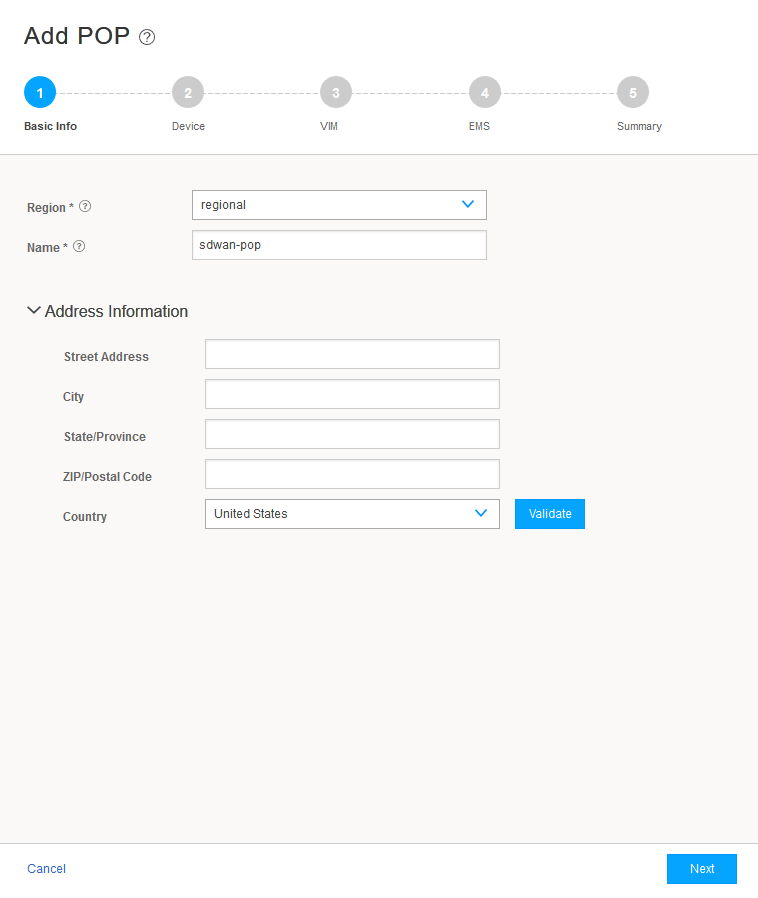 Add POP ?
1 2 3 4 5
Basic Info Device VIM EMS Summary
Region * ? regional
Name * ? sdwan-pop
Address Information
Street Address
City
State/Province
ZIP/Postal Code
Country United States Validate
Cancel Next